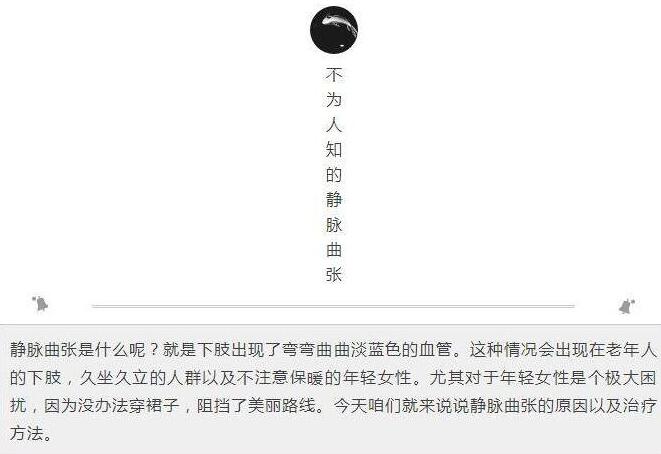 不为人知的静脉曲张
静脉曲张是什么呢？就是下肢出现了弯弯曲曲淡蓝色的血管。这种情况会出现在老年人
的下肢，久坐久立的人群以及不注意保暖的年轻女性。尤其对于年轻女性是个极大困
扰，因为没办法穿裙子，阻挡了美丽路线。今天咱们就来说说静脉曲张的原因以及治疗
方法。